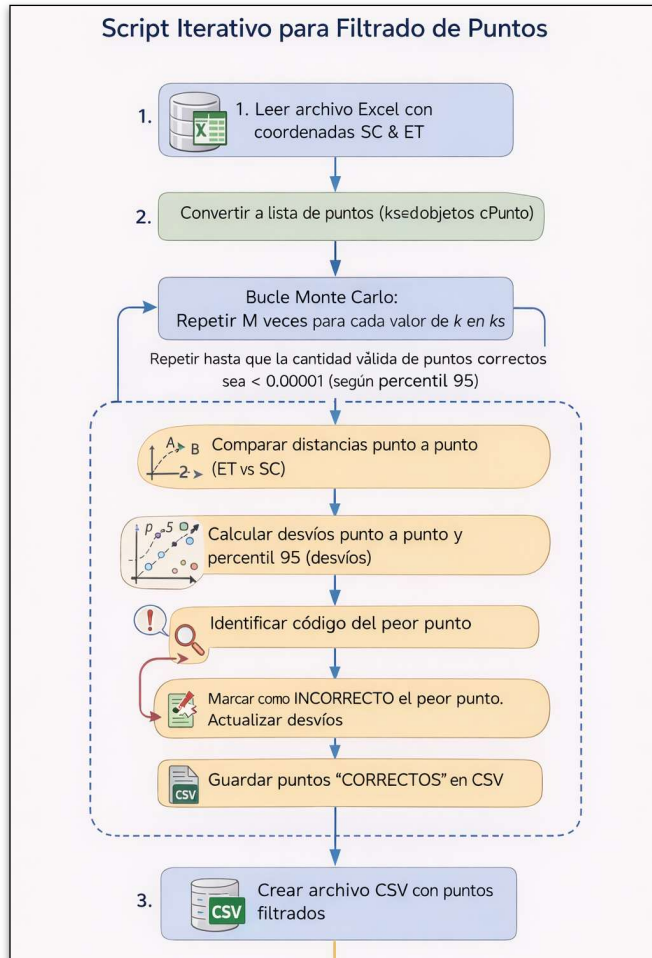 Script Iterativo para Filtrado de Puntos
1.
1. Leer archivo Excel con
coordenadas SC & ET
X
2.
Convertir a lista de puntos (ks∈dobjetos cPunto)
Bucle Monte Carlo:
Repetir M veces para cada valor de k en ks
Repetir hasta que la cantidad válida de puntos correctos
sea < 0.00001 (según percentil 95)
A B
2
Comparar distancias punto a punto
(ET vs SC)
p .5
Calcular desvíos punto a punto y
percentil 95 (desvíos)
!
Identificar código del peor punto
Marcar como INCORRECTO el peor punto.
Actualizar desvíos
CSV
Guardar puntos “CORRECTOS” en CSV
3.
CSV
Crear archivo CSV con puntos
filtrados